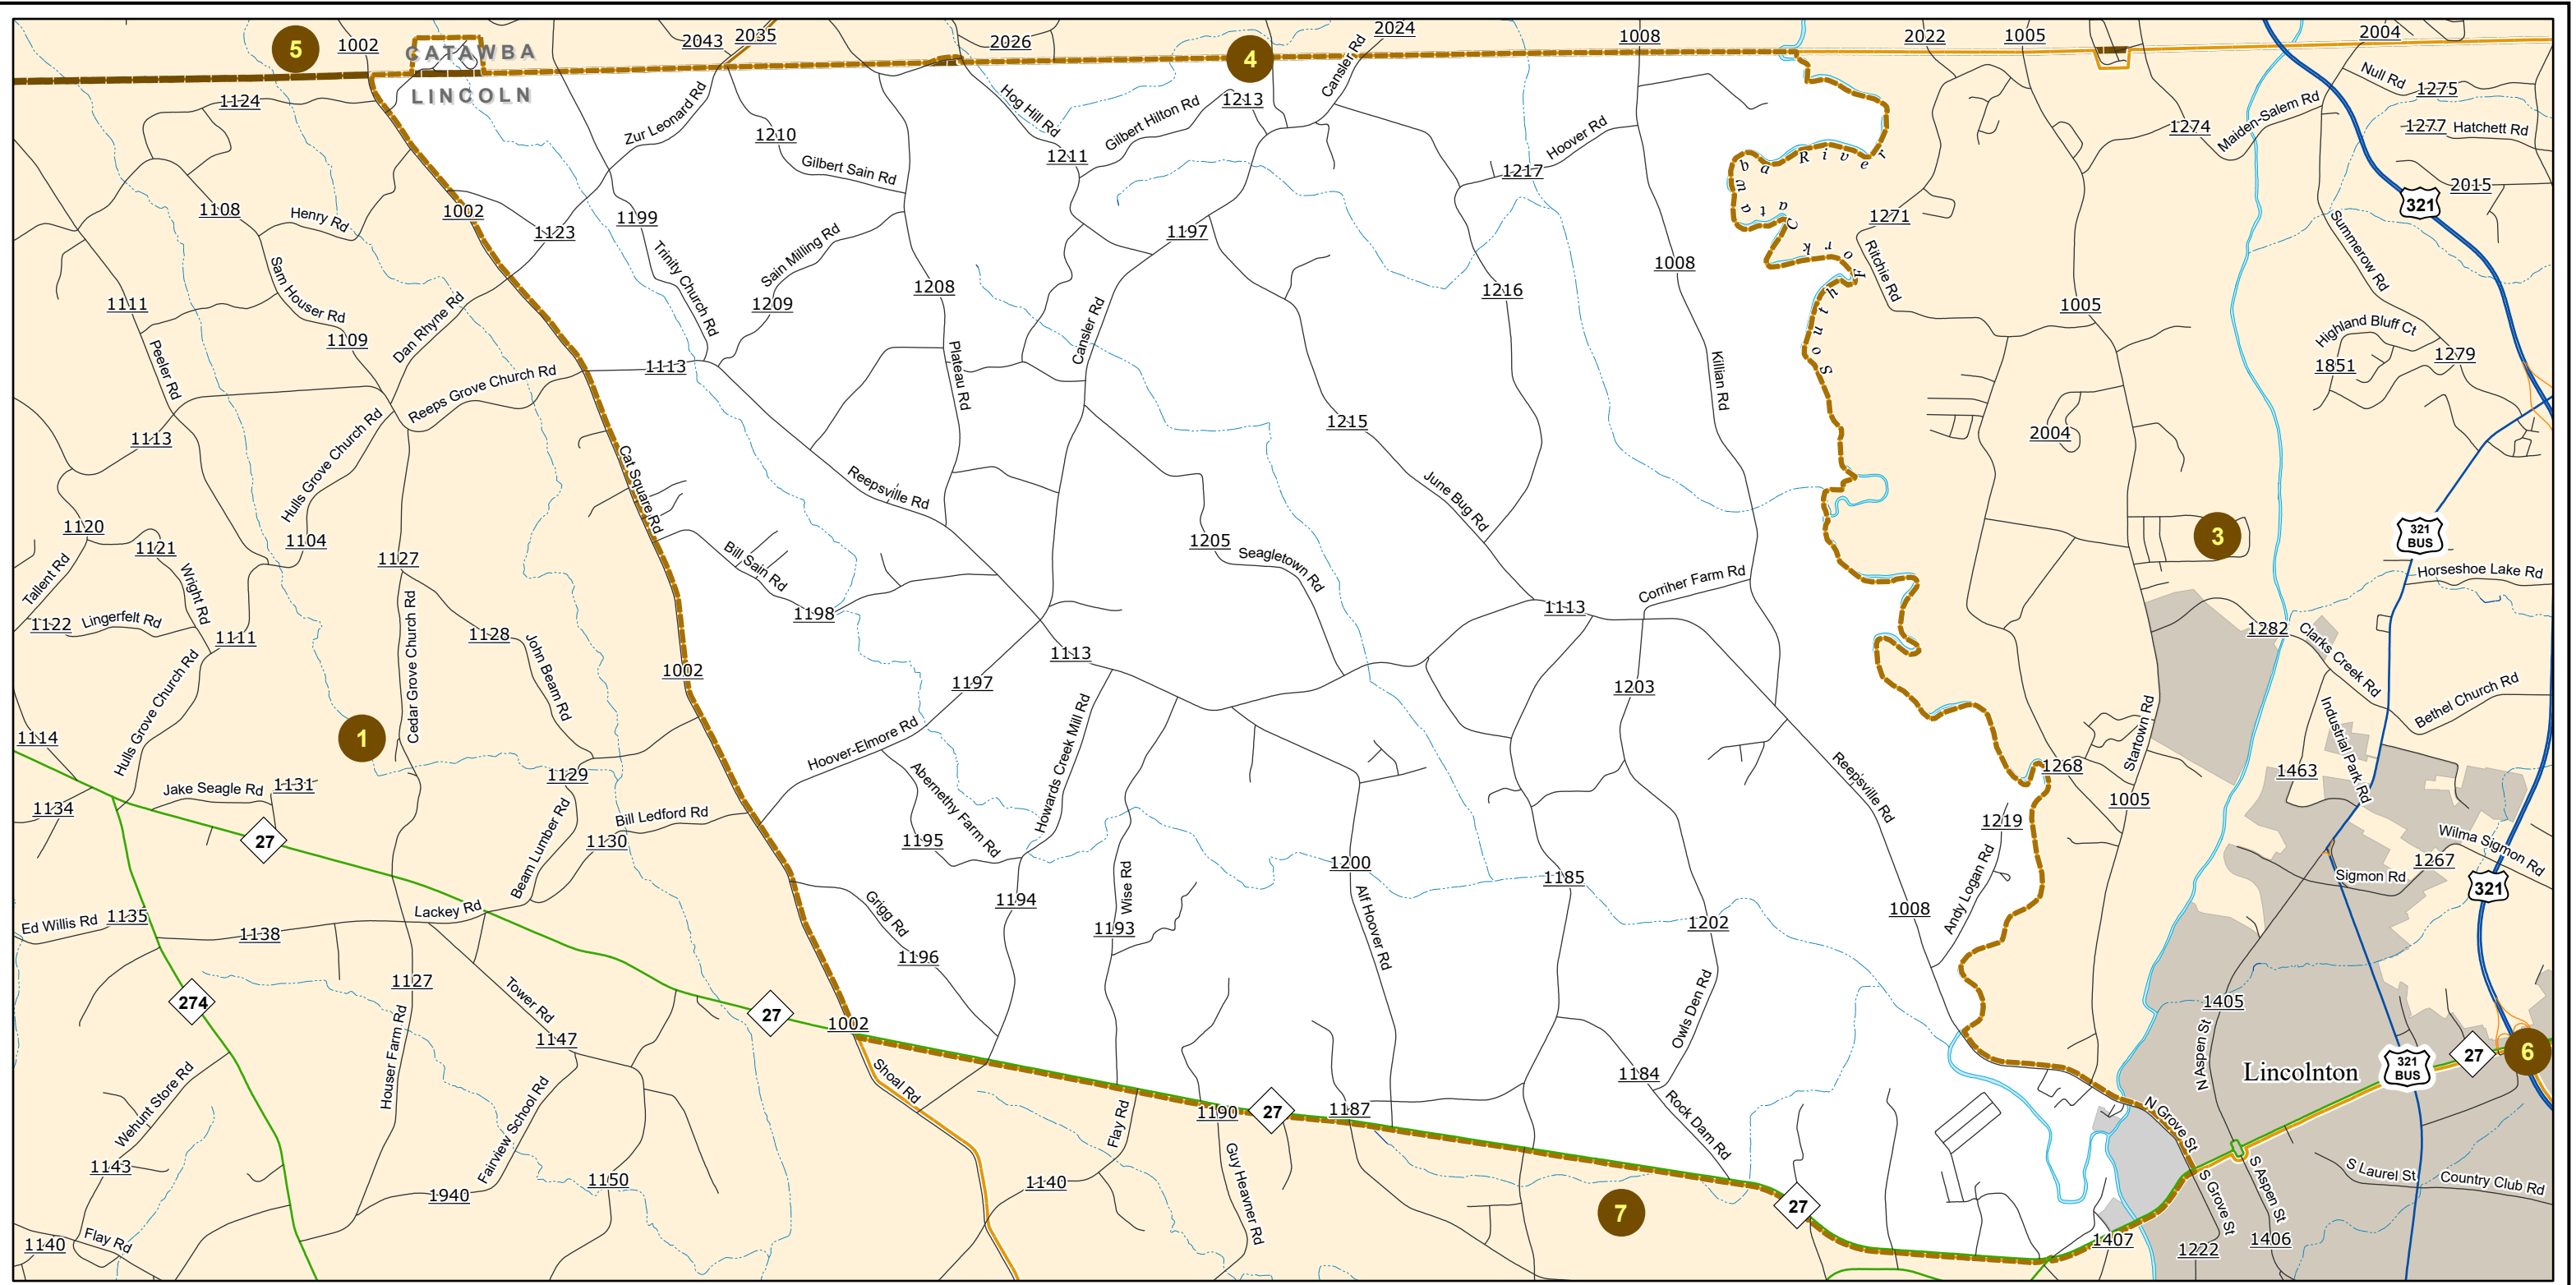 5
1002
CATAWBA
LINCOLN
2043
2035
2026
4
2024
Cansler Rd
1008
2022
1005
2004
1124
Zur Leonard Rd
1210
Gilbert Sain Rd
Hog Hill Rd
1211
Gilbert Hilton Rd
1213
Hoover Rd
1217
1274
Maiden-Salem Rd
Null Rd
1275
1277
Hatchett Rd
2015
321
South Fork Catawba River
1108
Henry Rd
1002
1123
1199
Trinity Church Rd
Sain Milling Rd
1209
1208
Plateau Rd
1197
Cansler Rd
1216
1008
Killian Rd
1271
Ritchie Rd
1005
Summerow Rd
Highland Bluff Ct
1279
1851
1111
Peeler Rd
Sam Houser Rd
1109
Dan Rhyne Rd
Reeps Grove Church Rd
1113
1113
Hulls Grove Church Rd
1104
Cat Square Rd
Reepsville Rd
1215
June Bug Rd
2004
3
321
BUS
Horseshoe Lake Rd
1120
Tallent Rd
1121
Wright Rd
1122
Lingerfelt Rd
1111
1127
Cedar Grove Church Rd
1128
John Beam Rd
Bill Sain Rd
1198
1205
Seagletown Rd
1113
Corriher Farm Rd
1282
Clarks Creek Rd
Bethel Church Rd
1002
1113
1197
1203
Hoover-Elmore Rd
Howards Creek Mill Rd
Hulls Grove Church Rd
1
1114
1134
Jake Seagle Rd
1131
27
1129
Beam Lumber Rd
1130
Bill Ledford Rd
Abernethy Farm Rd
1195
Reepsville Rd
1268
Startown Rd
1005
1463
Industrial Park Rd
Wilma Sigmon Rd
1267
Sigmon Rd
321
1219
Andy Logan Rd
1008
1200
Alf Hoover Rd
1185
1202
Owls Den Rd
1194
Wise Rd
1193
Grigg Rd
1196
Ed Willis Rd
1135
1138
Lackey Rd
274
1127
Houser Farm Rd
Tower Rd
1147
27
1002
Shoal Rd
1405
N Aspen St
Lincolnton
321
BUS
27
6
Wehunt Store Rd
1143
Fairview School Rd
1940
1150
Flay Rd
1140
1190
27
1187
Guy Heavner Rd
1184
Rock Dam Rd
7
27
N Grove St
S Grove St
S Aspen St
S Laurel St
Country Club Rd
1140
Flay Rd
1407
1222
1406